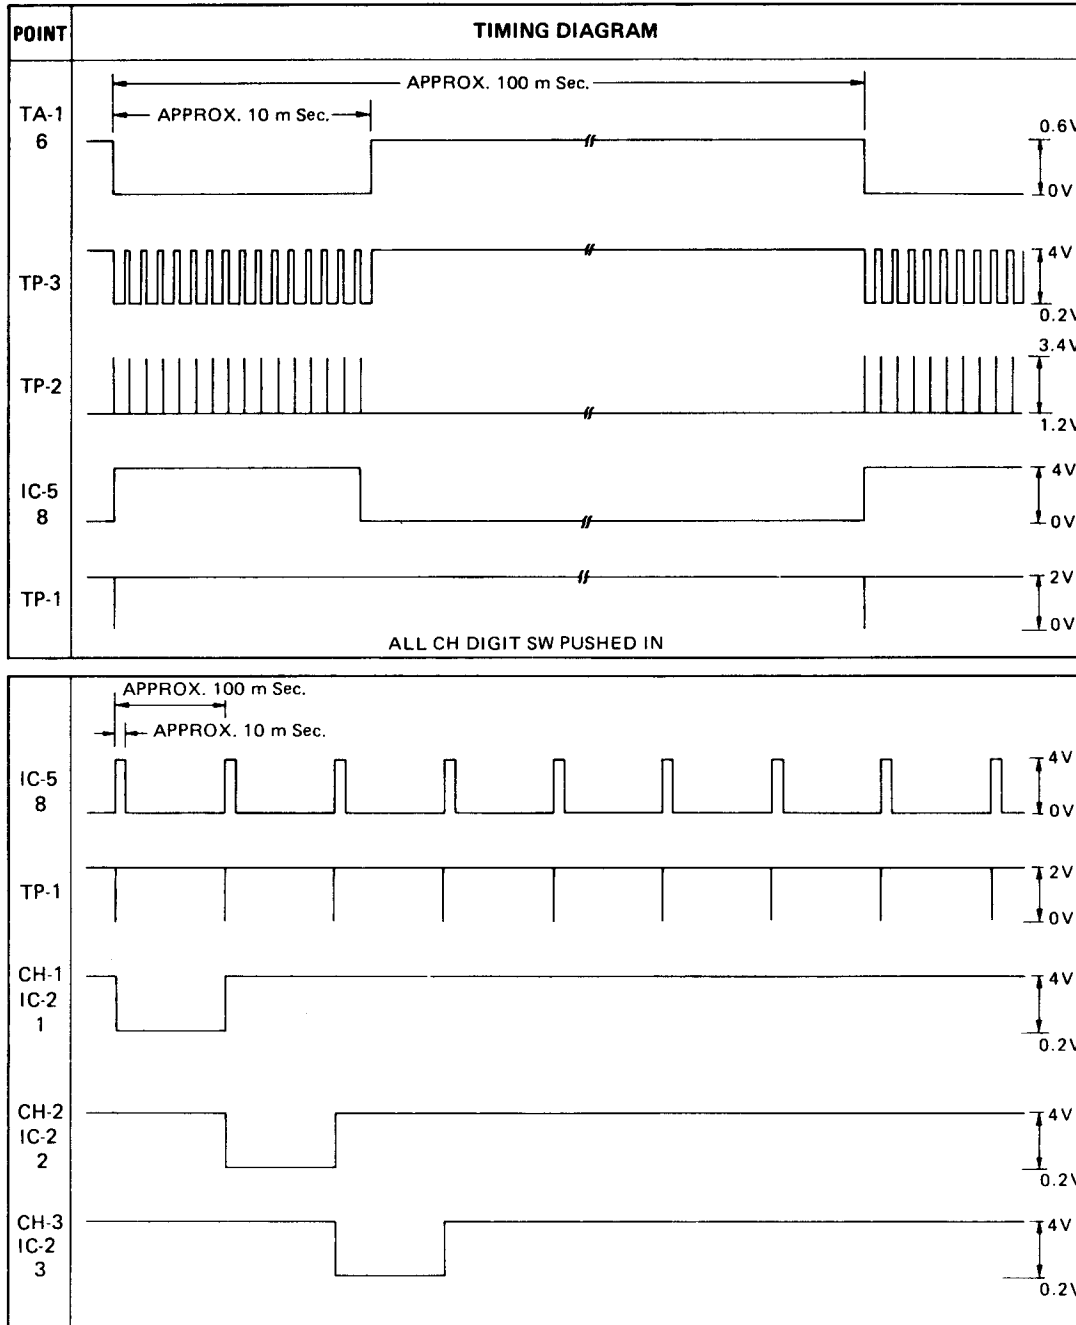 POINT
TIMING DIAGRAM
APPROX. 100 m Sec.
APPROX. 10 m Sec.
TA-1
6
0.6V
0V
TP-3
4V
0.2V
TP-2
3.4V
1.2V
IC-5
8
4V
0V
TP-1
2V
0V
ALL CH DIGIT SW PUSHED IN
APPROX. 100 m Sec.
APPROX. 10 m Sec.
IC-5
8
4V
0V
TP-1
2V
0V
CH-1
IC-2
1
4V
0.2V
CH-2
IC-2
2
4V
0.2V
CH-3
IC-2
3
4V
0.2V